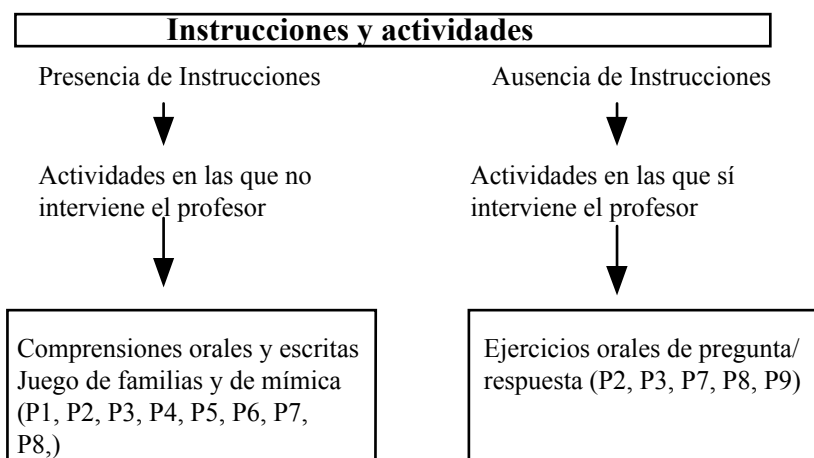 Instrucciones y actividades
Presencia de Instrucciones
Ausencia de Instrucciones
Actividades en las que no
interviene el profesor
Actividades en las que sí
interviene el profesor
Comprensiones orales y escritas
Juego de familias y de mímica
(P1, P2, P3, P4, P5, P6, P7,
P8,)
Ejercicios orales de pregunta/
respuesta (P2, P3, P7, P8, P9)